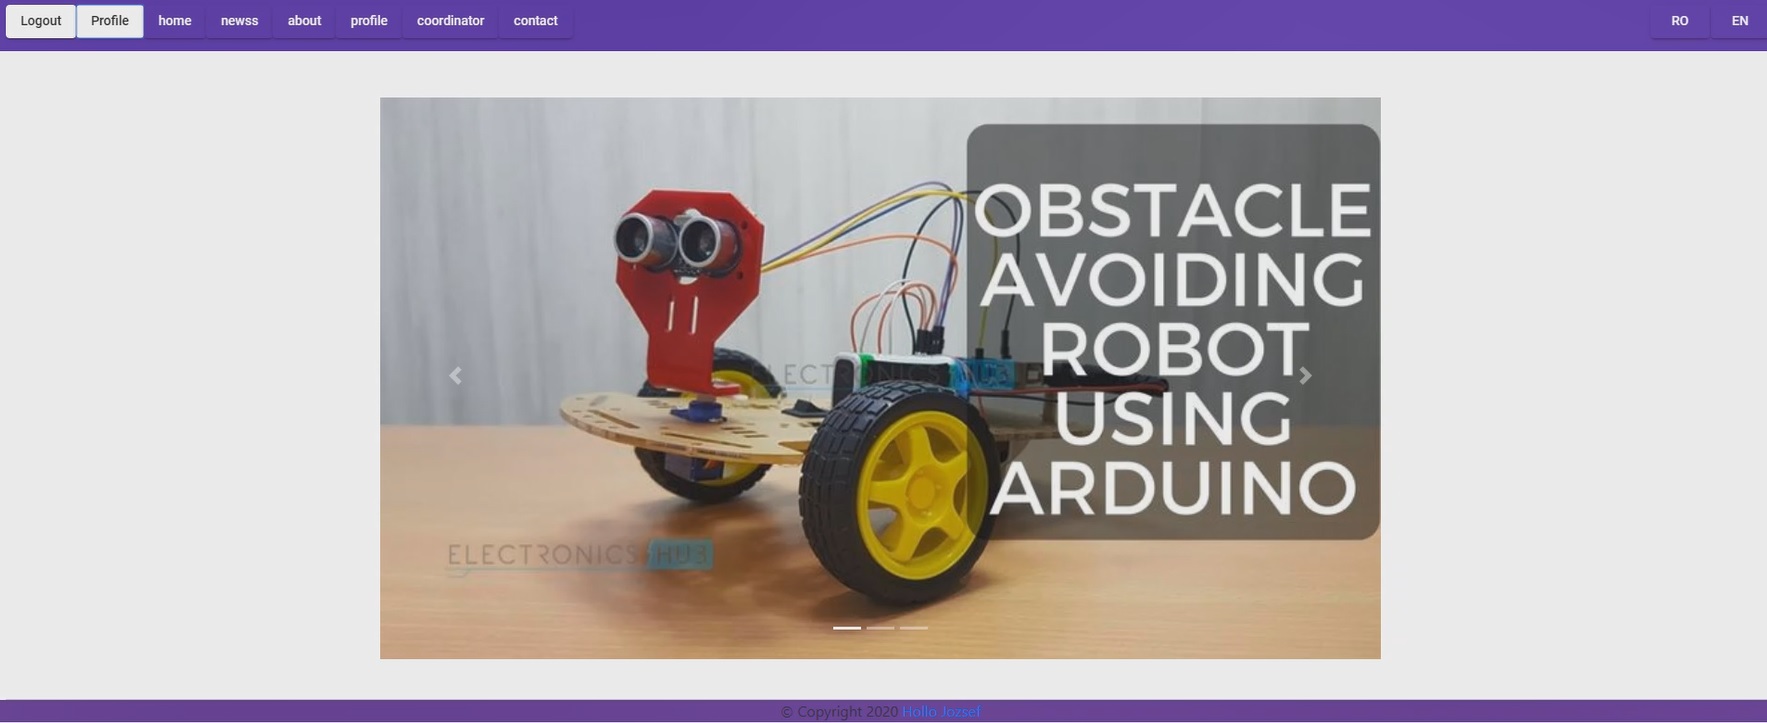 Logout Profile home newss about profile coordinator contact RO EN
OBSTACLE
AVOIDING
ROBOT
USING
ARDUINO
ELECTRONICS HUB
ELECTRONICS HUB
© Copyright 2020 Hollo Jozsef